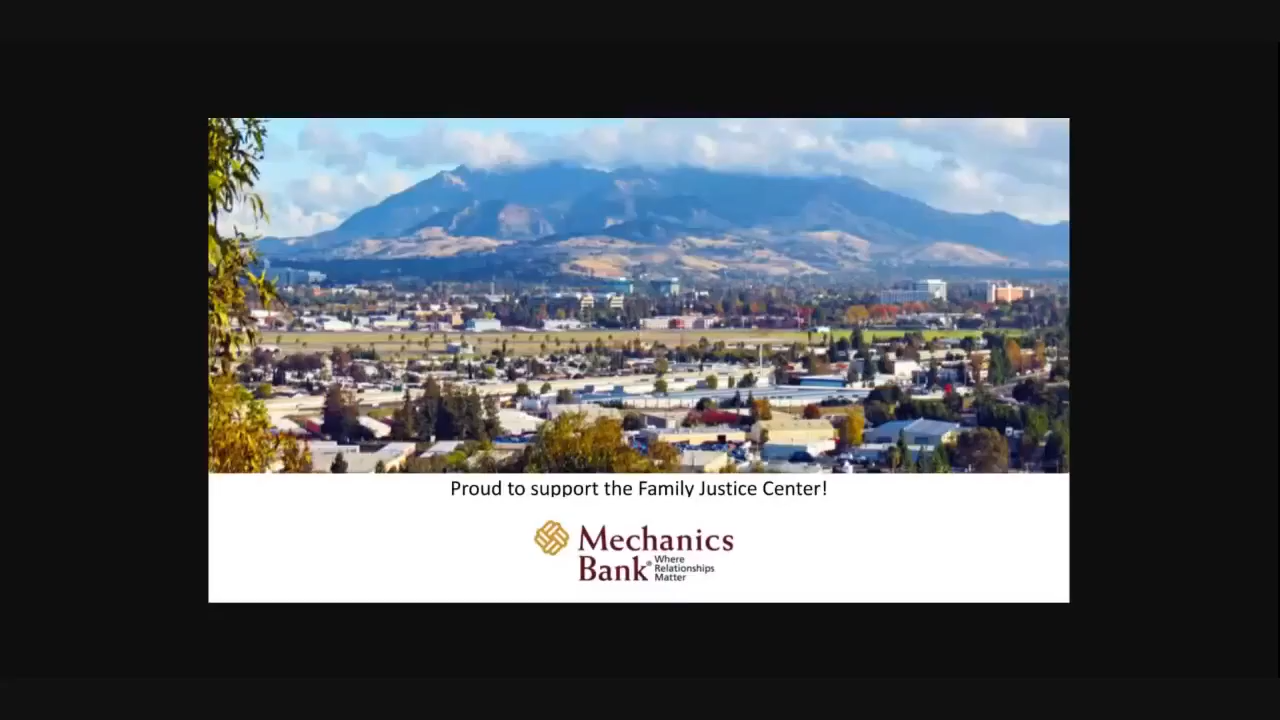 Proud to support the Family Justice Center!
Mechanics
Bank®
Where
Relationships
Matter